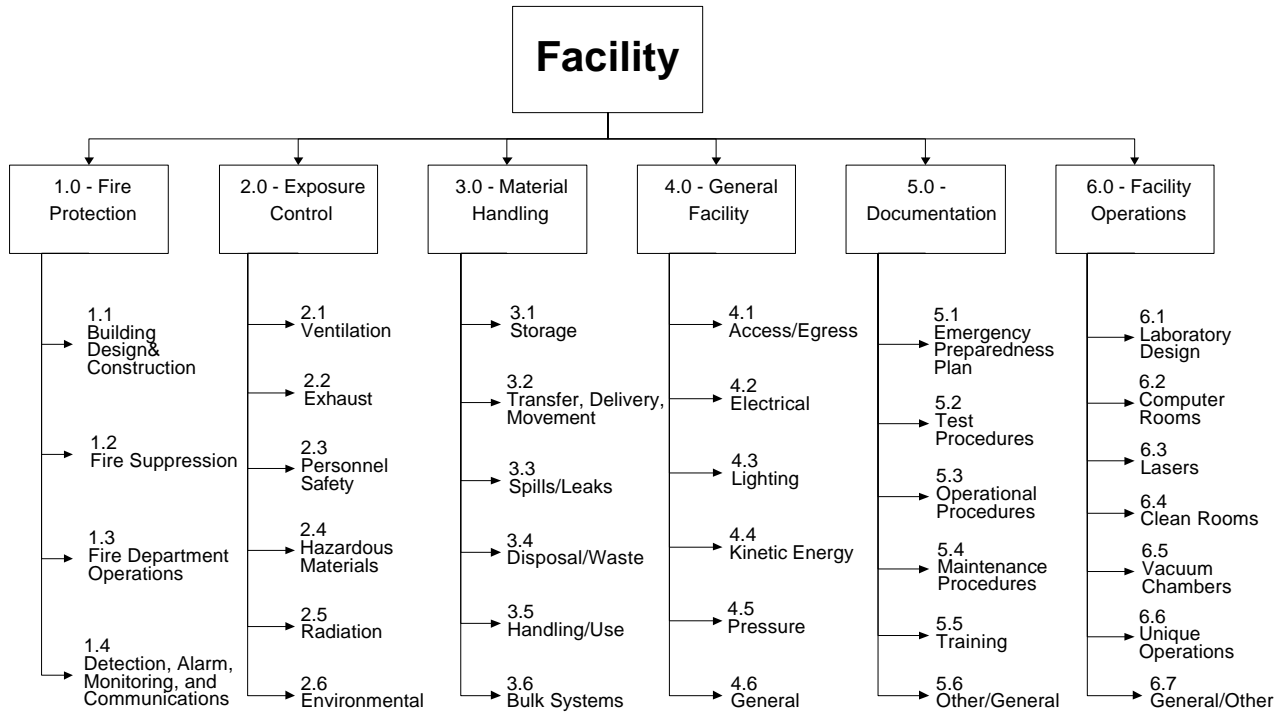 Facility
1.0 - Fire
Protection
2.0 - Exposure
Control
3.0 - Material
Handling
4.0 - General
Facility
5.0 -
Documentation
6.0 - Facility
Operations
1.1
Building
Design&
Construction
1.2
Fire Suppression
1.3
Fire Department
Operations
1.4
Detection, Alarm,
Monitoring, and
Communications
2.1
Ventilation
2.2
Exhaust
2.3
Personnel
Safety
2.4
Hazardous
Materials
2.5
Radiation
2.6
Environmental
3.1
Storage
3.2
Transfer, Delivery,
Movement
3.3
Spills/Leaks
3.4
Disposal/Waste
3.5
Handling/Use
3.6
Bulk Systems
4.1
Access/Egress
4.2
Electrical
4.3
Lighting
4.4
Kinetic Energy
4.5
Pressure
4.6
General
5.1
Emergency
Preparedness
Plan
5.2
Test
Procedures
5.3
Operational
Procedures
5.4
Maintenance
Procedures
5.5
Training
5.6
Other/General
6.1
Laboratory
Design
6.2
Computer
Rooms
6.3
Lasers
6.4
Clean Rooms
6.5
Vacuum
Chambers
6.6
Unique
Operations
6.7
General/Other